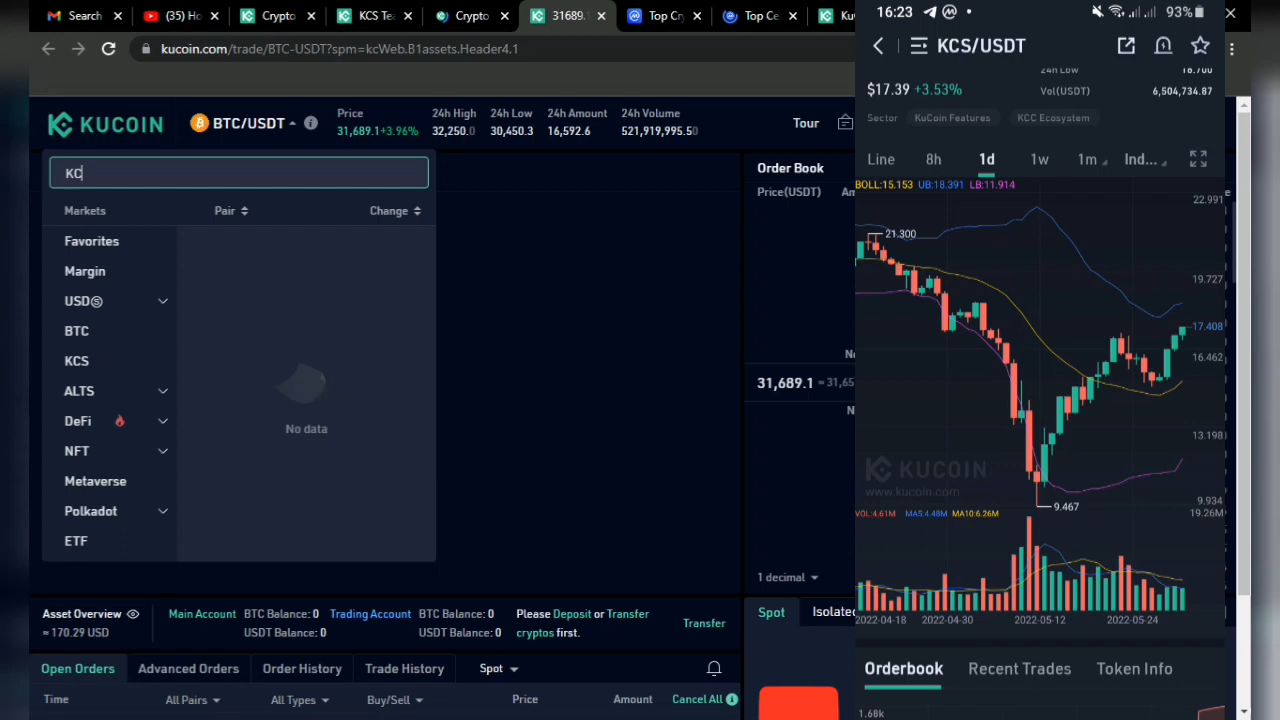 Search
(35) Ho
Crypto
KCS Te
Crypto
31689.
Top Cry
Top Ce
kucoin.com/trade/BTC-USDT?spm=kcWeb.B1assets.Header4.1
KUCOIN
BTC/USDT
Price
31,689.1 +3.96%
24h High
32,250.0
24h Low
30,450.3
24h Amount
16,592.6
24h Volume
521,919,995.50
Tour
KC
Markets
Pair
Change
Favorites
Margin
USDⓈ
BTC
KCS
ALTS
DeFi
NFT
Metaverse
Polkadot
ETF
No data
Order Book
Price(USDT)
31,689.1
1 decimal
Asset Overview
≈ 170.29 USD
Main Account
BTC Balance: 0
USDT Balance: 0
Trading Account
BTC Balance: 0
USDT Balance: 0
Please Deposit or Transfer
cryptos first.
Transfer
Spot
Isolated
Open Orders
Advanced Orders
Order History
Trade History
Spot
Time
All Pairs
All Types
Buy/Sell
Price
Amount
Cancel All
16:23
93%
KCS/USDT
24h Low
16.700
$17.39 +3.53%
Vol(USDT)
6,504,734.87
Sector
KuCoin Features
KCC Ecosystem
Line
8h
1d
1w
1m
Ind...
BOLL:15.153
UB:18.391
LB:11.914
22.991
21.300
19.727
17.408
16.462
13.198
KUCOIN
www.kucoin.com
9.934
9.467
VOL:4.61M
MA5:4.48M
MA10:6.26M
19.26M
2022-04-18
2022-04-30
2022-05-12
2022-05-24
Orderbook
Recent Trades
Token Info
1.68k